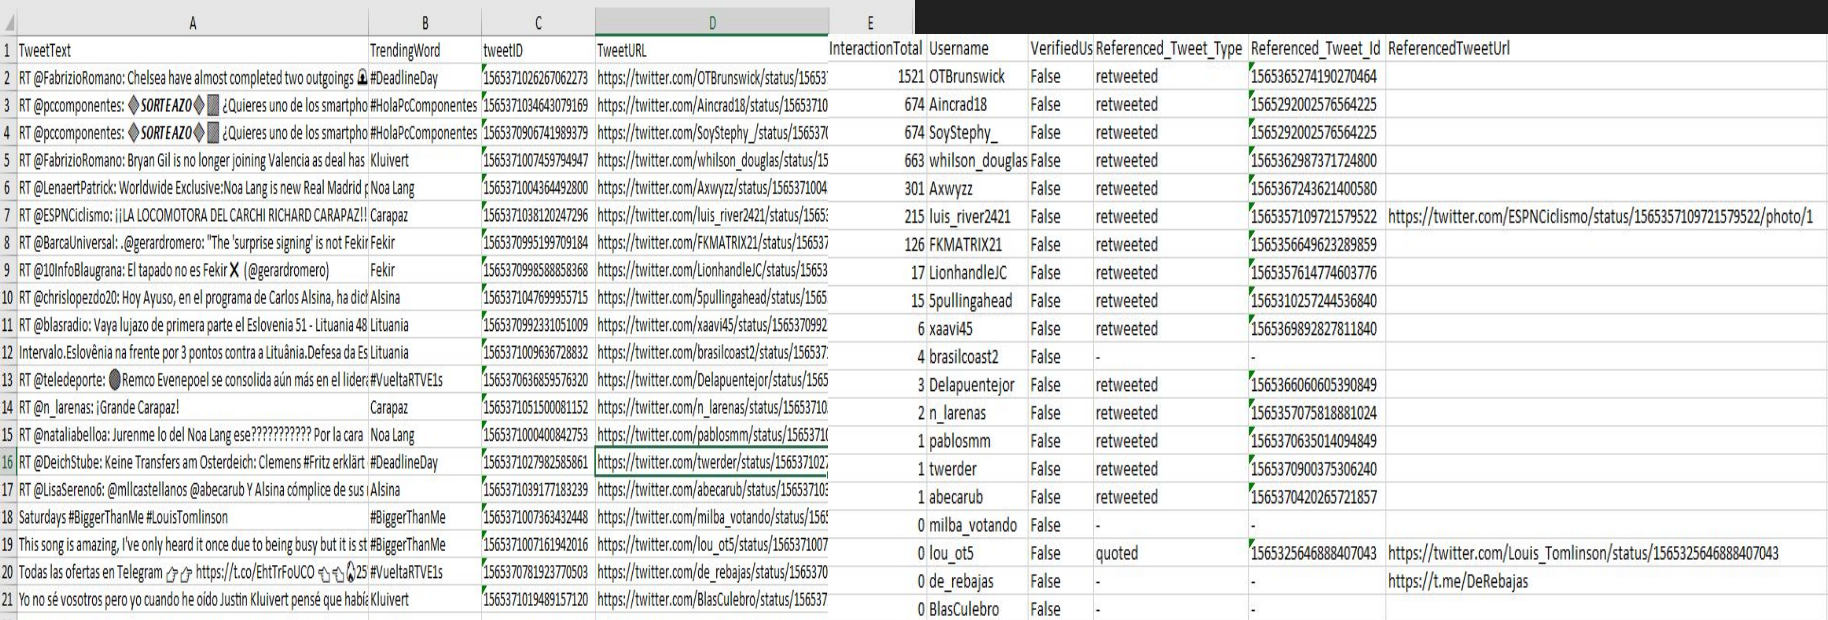 A B C D E
1 TweetText TrendingWord tweetID TweetURL InteractionTotal Username VerifiedUs Referenced_Tweet_Type Referenced_Tweet_Id ReferencedTweetUrl
2 RT @FabrizioRomano: Chelsea have almost completed two outgoings #DeadlineDay 1565371026267062273 https://twitter.com/OTBrunswick/status/15653 1521 OTBrunswick False retweeted 1565365274190270464
3 RT @pccomponentes: SORTEAZO ¿Quieres uno de los smartpho #HolaPcComponentes 1565371034643079169 https://twitter.com/Aincrad18/status/1565371 674 Aincrad18 False retweeted 1565292002576564225
4 RT @pccomponentes: SORTEAZO ¿Quieres uno de los smartpho #HolaPcComponentes 1565370906741989379 https://twitter.com/SoyStephy_/status/156537 674 SoyStephy_ False retweeted 1565292002576564225
5 RT @FabrizioRomano: Bryan Gil is no longer joining Valencia as deal has Kluivert 1565371007459794947 https://twitter.com/whilson_douglas/status/15 663 whilson_douglas False retweeted 1565362987371724800
6 RT @LenaertPatrick: Worldwide Exclusive:Noa Lang is new Real Madrid p Noa Lang 1565371004364492800 https://twitter.com/Axwyzz/status/1565371004 301 Axwyzz False retweeted 1565367243621400580
7 RT @ESPNCiclismo: ¡¡LA LOCOMOTORA DEL CARCHI RICHARD CARAPAZ!! Carapaz 1565371038120247296 https://twitter.com/luis_river2421/status/1565 215 luis_river2421 False retweeted 1565357109721579522 https://twitter.com/ESPNCiclismo/status/1565357109721579522/photo/1
8 RT @BarcaUniversal: .@gerardromero: "The 'surprise signing' is not Fekir Fekir 1565370995199709184 https://twitter.com/FKMATRIX21/status/156537 126 FKMATRIX21 False retweeted 1565356649623289859
9 RT @10InfoBlaugrana: El tapado no es Fekir❌ (@gerardromero) Fekir 1565370998588858368 https://twitter.com/LionhandleJC/status/15653 17 LionhandleJC False retweeted 1565357614774603776
10 RT @chrislopezdo20: Hoy Ayuso, en el programa de Carlos Alsina, ha dich Alsina 1565371047699955715 https://twitter.com/5pullingahead/status/1565 15 5pullingahead False retweeted 1565310257244536840
11 RT @blasradio: Vaya lujazo de primera parte el Eslovenia 51 - Lituania 48 Lituania 1565370992331051009 https://twitter.com/xaavi45/status/1565370992 6 xaavi45 False retweeted 1565369892827811840
12 Intervalo.Eslovênia na frente por 3 pontos contra a Lituânia.Defesa da Es Lituania 1565371009636728832 https://twitter.com/brasilcoast2/status/156537 4 brasilcoast2 False - -
13 RT @teledeporte: Remco Evenepoel se consolida aún más en el lidera #VueltaRTVE1s 1565370636859576320 https://twitter.com/Delapuentejor/status/1565 3 Delapuentejor False retweeted 1565366060605390849
14 RT @n_larenas: ¡Grande Carapaz! Carapaz 1565371051500081152 https://twitter.com/n_larenas/status/1565371 2 n_larenas False retweeted 1565357075818881024
15 RT @nataliabelloa: Jurenme lo del Noa Lang ese??????????? Por la cara Noa Lang 1565371000400842753 https://twitter.com/pablosmm/status/156537 1 pablosmm False retweeted 1565370635014094849
16 RT @DeichStube: Keine Transfers am Osterdeich: Clemens #Fritz erklärt #DeadlineDay 1565371027982585861 https://twitter.com/twerder/status/1565371027 1 twerder False retweeted 1565370900375306240
17 RT @LisaSereno6: @mllcastellanos @abecarub Y Alsina cómplice de sus Alsina 1565371039177183239 https://twitter.com/abecarub/status/156537103 1 abecarub False retweeted 1565370420265721857
18 Saturdays #BiggerThanMe #LouisTomlinson #BiggerThanMe 1565371007363432448 https://twitter.com/milba_votando/status/156 0 milba_votando False - -
19 This song is amazing, I've only heard it once due to being busy but it is st #BiggerThanMe 1565371007161942016 https://twitter.com/lou_ot5/status/1565371007 0 lou_ot5 False quoted 1565325646888407043 https://twitter.com/Louis_Tomlinson/status/1565325646888407043
20 Todas las ofertas en Telegram 👉👉 https://t.co/EhtTrFoUCO 👈👈 25 #VueltaRTVE1s 1565370781923770503 https://twitter.com/de_rebajas/status/156537 0 de_rebajas False - - https://t.me/DeRebajas
21 Yo no sé vosotros pero yo cuando he oído Justin Kluivert pensé que habí Kluivert 1565371019489157120 https://twitter.com/BlasCulebro/status/156537 0 BlasCulebro False - -